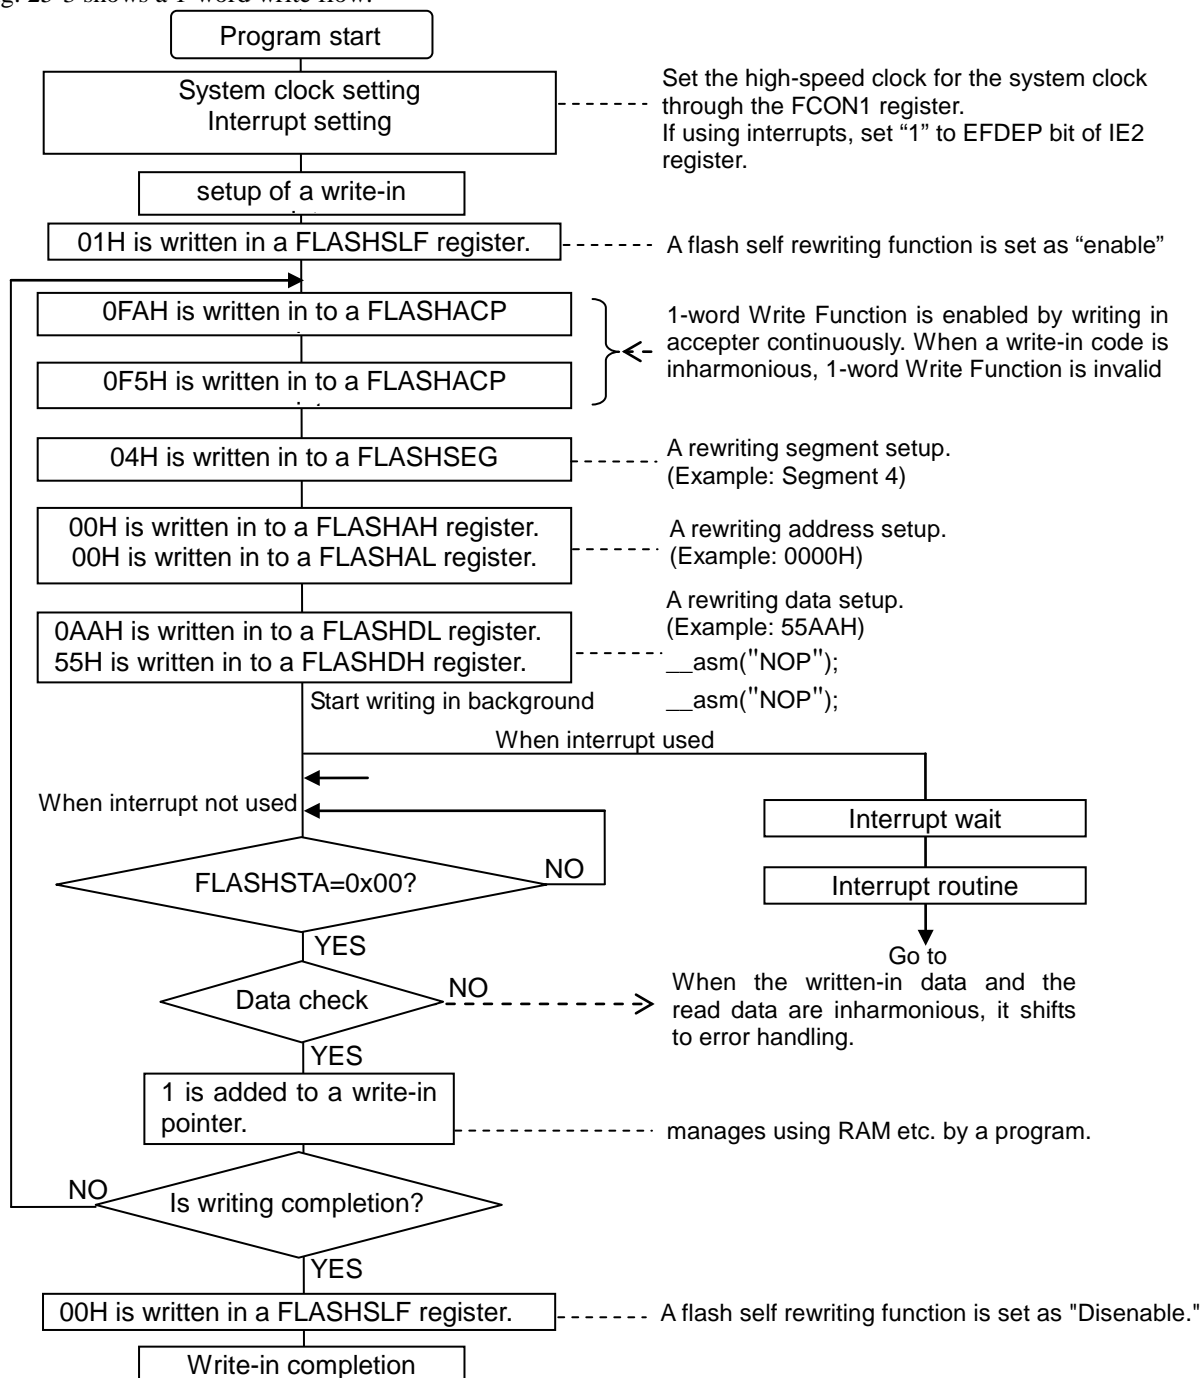 g. 25-3 shows a 1-word write flow.
Program start
System clock setting
Interrupt setting
Set the high-speed clock for the system clock
through the FCON1 register.
If using interrupts, set “1” to EFDEP bit of IE2
register.
setup of a write-in
01H is written in a FLASHSLF register.
A flash self rewriting function is set as “enable”
0FAH is written in to a FLASHACP
0F5H is written in to a FLASHACP
1-word Write Function is enabled by writing in
accepter continuously. When a write-in code is
inharmonious, 1-word Write Function is invalid
04H is written in to a FLASHSEG
A rewriting segment setup.
(Example: Segment 4)
00H is written in to a FLASHAH register.
00H is written in to a FLASHAL register.
A rewriting address setup.
(Example: 0000H)
0AAH is written in to a FLASHDL register.
55H is written in to a FLASHDH register.
A rewriting data setup.
(Example: 55AAH)
__asm("NOP");
__asm("NOP");
Start writing in background
When interrupt used
When interrupt not used
Interrupt wait
FLASHSTA=0x00?
NO
Interrupt routine
YES
Go to
Data check
NO
When the written-in data and the
read data are inharmonious, it shifts
to error handling.
YES
1 is added to a write-in
pointer.
manages using RAM etc. by a program.
NO
Is writing completion?
YES
00H is written in a FLASHSLF register.
A flash self rewriting function is set as "Disenable."
Write-in completion